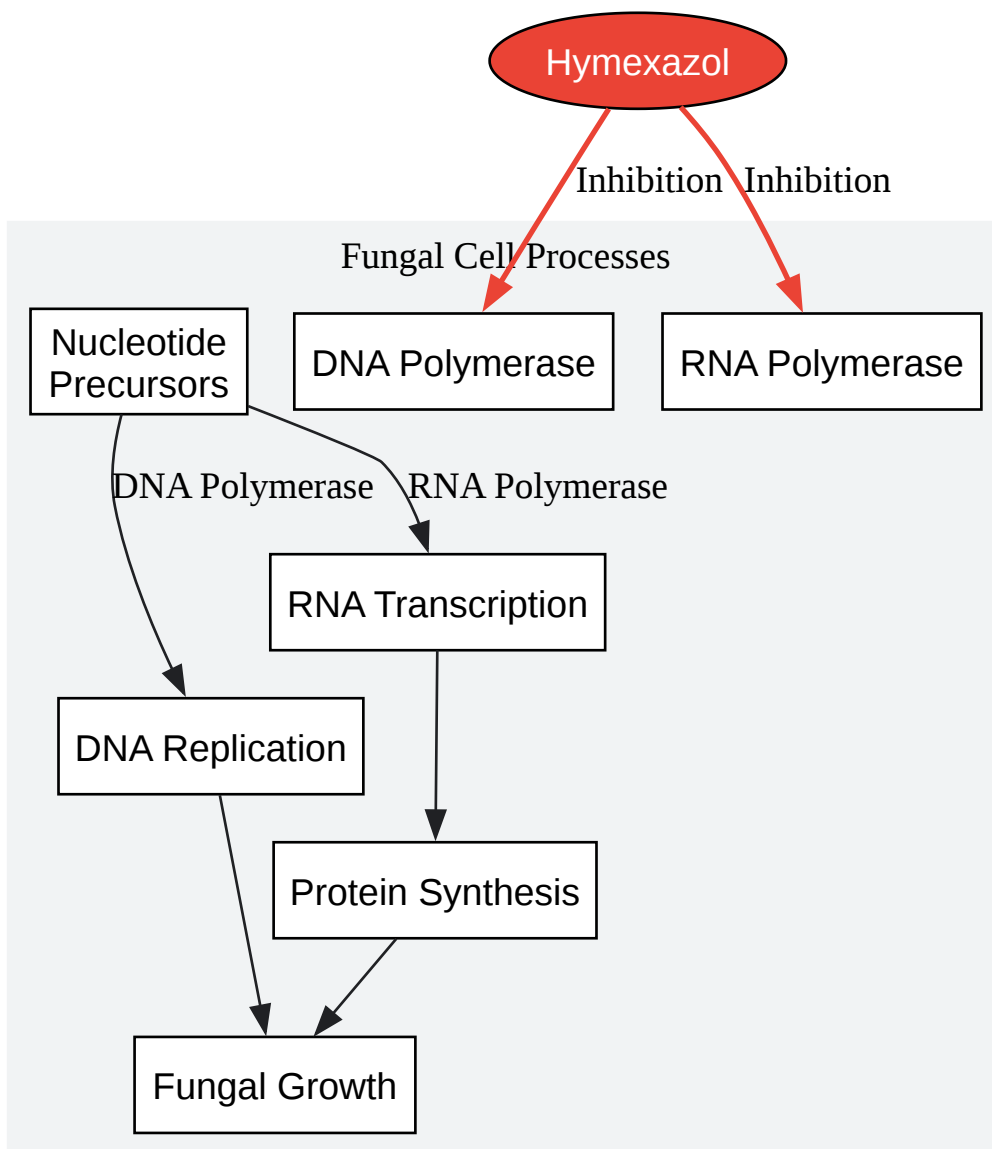 Hymexazol
Inhibition
Inhibition
Fungal Cell Processes
Nucleotide
Precursors
DNA Polymerase
RNA Polymerase
DNA Polymerase
RNA Polymerase
RNA Transcription
DNA Replication
Protein Synthesis
Fungal Growth